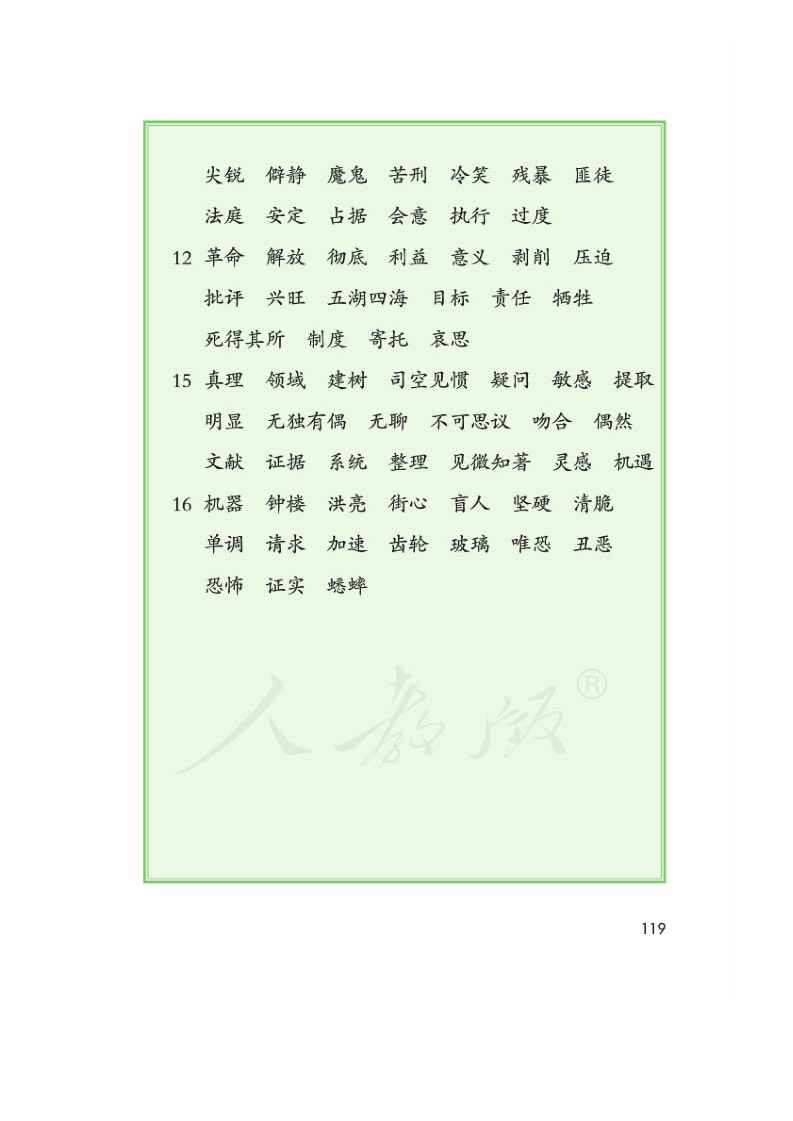 尖锐 僻静 魔鬼 苦刑 冷笑 残暴 匪徒
法庭 安定 占据 会意 执行 过度
12 革命 解放 彻底 利益 意义 剥削 压迫
批评 兴旺 五湖四海 目标 责任 牺牲
死得其所 制度 寄托 哀思
15 真理 领域 建树 司空见惯 疑问 敏感 提取
明显 无独有偶 无聊 不可思议 吻合 偶然
文献 证据 系统 整理 见微知著 灵感 机遇
16 机器 钟楼 洪亮 街心 盲人 坚硬 清脆
单调 请求 加速 齿轮 玻璃 唯恐 丑恶
恐怖 证实 蟋蟀
人教版®
119